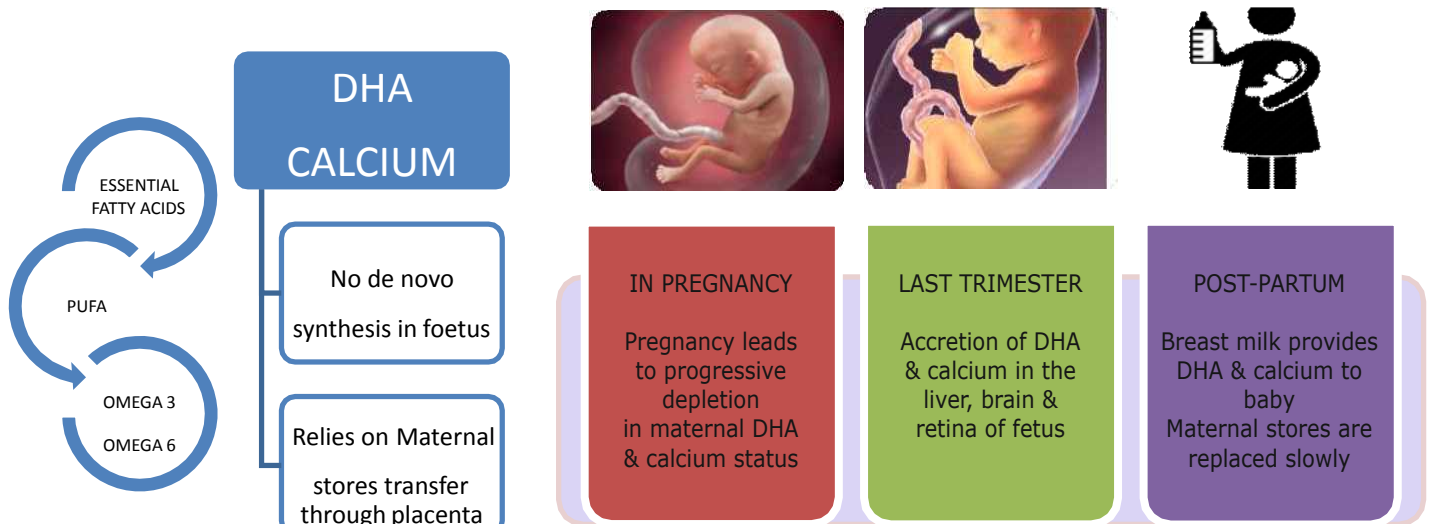 ESSENTIAL
FATTY ACIDS
PUFA
OMEGA 3
OMEGA 6
DHA
CALCIUM
No de novo
synthesis in foetus
Relies on Maternal
stores transfer
through placenta
IN PREGNANCY
Pregnancy leads
to progressive
depletion
in maternal DHA
& calcium status
LAST TRIMESTER
Accretion of DHA
& calcium in the
liver, brain &
retina of fetus
POST-PARTUM
Breast milk provides
DHA & calcium to
baby
Maternal stores are
replaced slowly